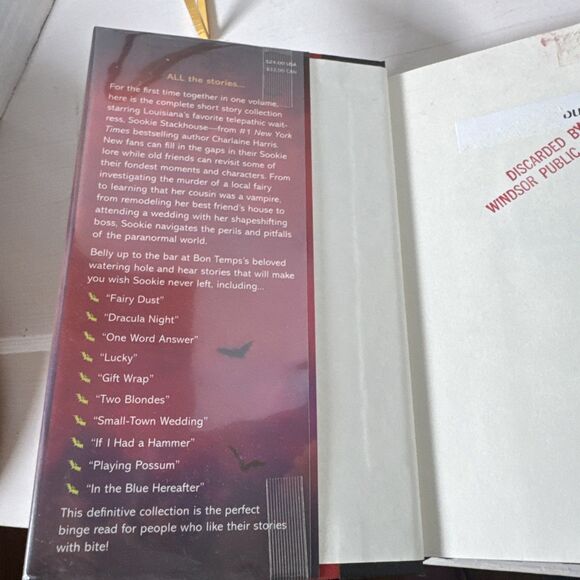 $24.00 USA
$32.00 CAN
ALL the stories...
For the first time together in one volume,
here is the complete short story collection
starring Louisiana's favorite telepathic wait-
ress, Sookie Stackhouse—from #1 New York
Times bestselling author Charlaine Harris.
New fans can fill in the gaps in their Sookie
lore while old friends can revisit some of
their fondest moments and characters. From
investigating the murder of a local fairy
to learning that her cousin was a vampire,
from remodeling her best friend's house to
attending a wedding with her shapeshifting
boss, Sookie navigates the perils and pitfalls
of the paranormal world.
Belly up to the bar at Bon Temps's beloved
watering hole and hear stories that will make
you wish Sookie never left, including...
"Fairy Dust"
"Dracula Night"
"One Word Answer"
"Lucky"
"Gift Wrap"
"Two Blondes"
"Small-Town Wedding"
"If I Had a Hammer"
"Playing Possum"
"In the Blue Hereafter"
This definitive collection is the perfect
binge read for people who like their stories
with bite!
DISCARDED BY
WINDSOR PUBLIC